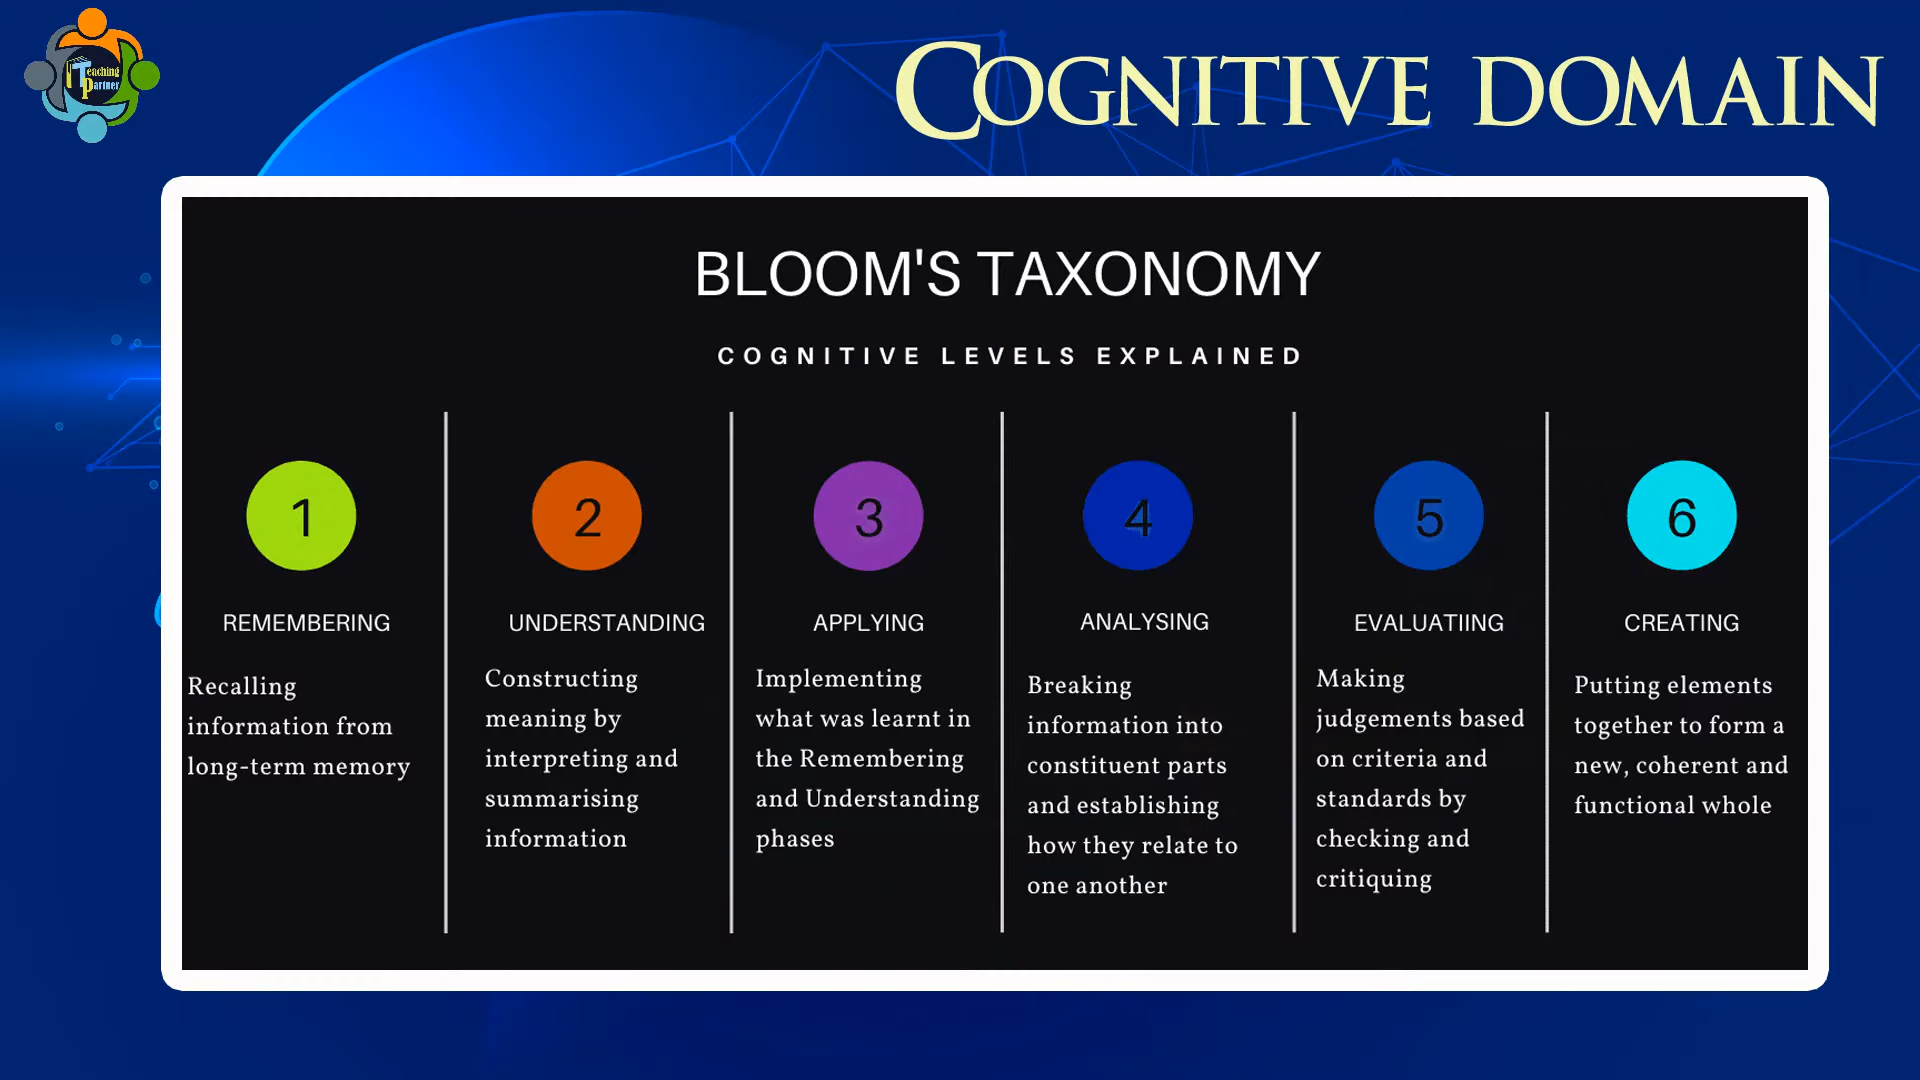 Teaching
Partner
COGNITIVE DOMAIN
BLOOM'S TAXONOMY
COGNITIVE LEVELS EXPLAINED
1
REMEMBERING
Recalling
information from
long-term memory
2
UNDERSTANDING
Constructing
meaning by
interpreting and
summarising
information
3
APPLYING
Implementing
what was learnt in
the Remembering
and Understanding
phases
4
ANALYSING
Breaking
information into
constituent parts
and establishing
how they relate to
one another
5
EVALUATIING
Making
judgements based
on criteria and
standards by
checking and
critiquing
6
CREATING
Putting elements
together to form a
new, coherent and
functional whole